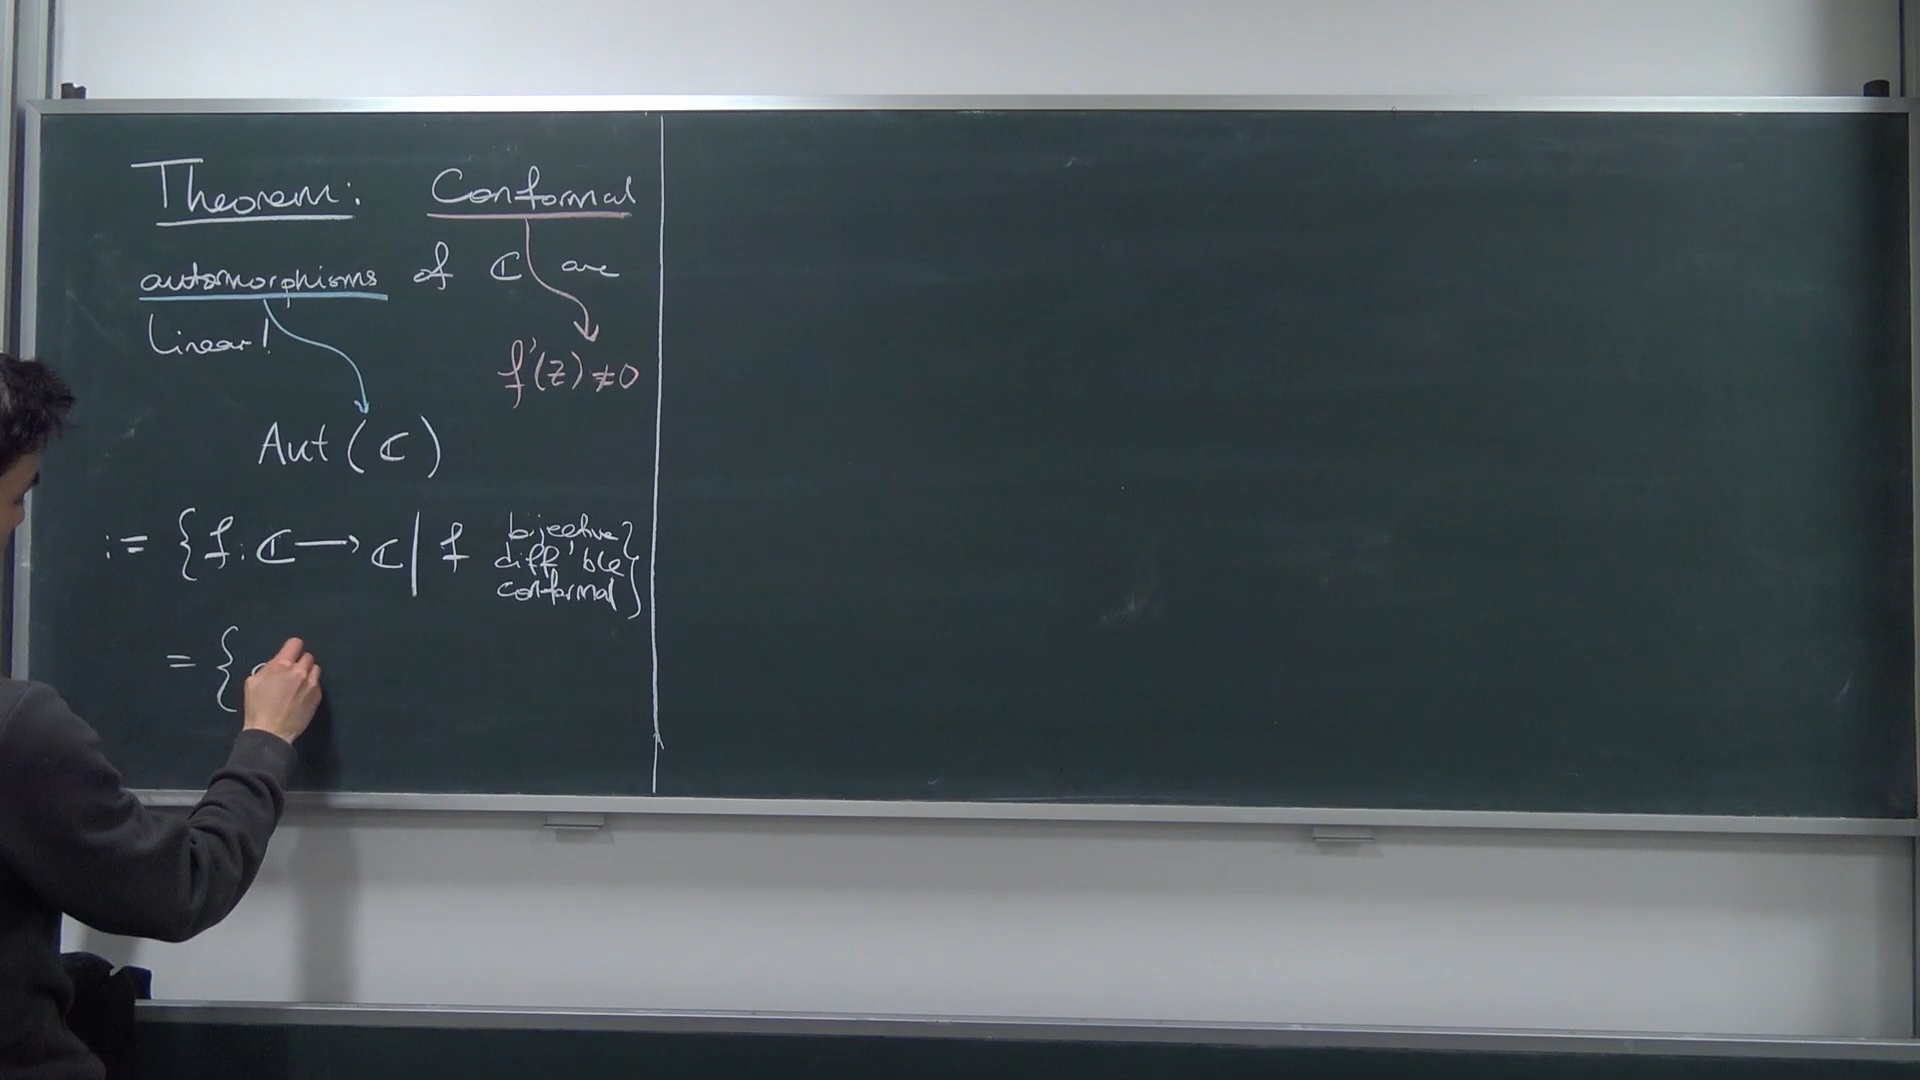 Theorem: Conformal
automorphisms of ℂ are
linear!
f'(z) ≠ 0
Aut(ℂ)
:= {f: ℂ → ℂ | f bijective
diff'ble
conformal}
= {